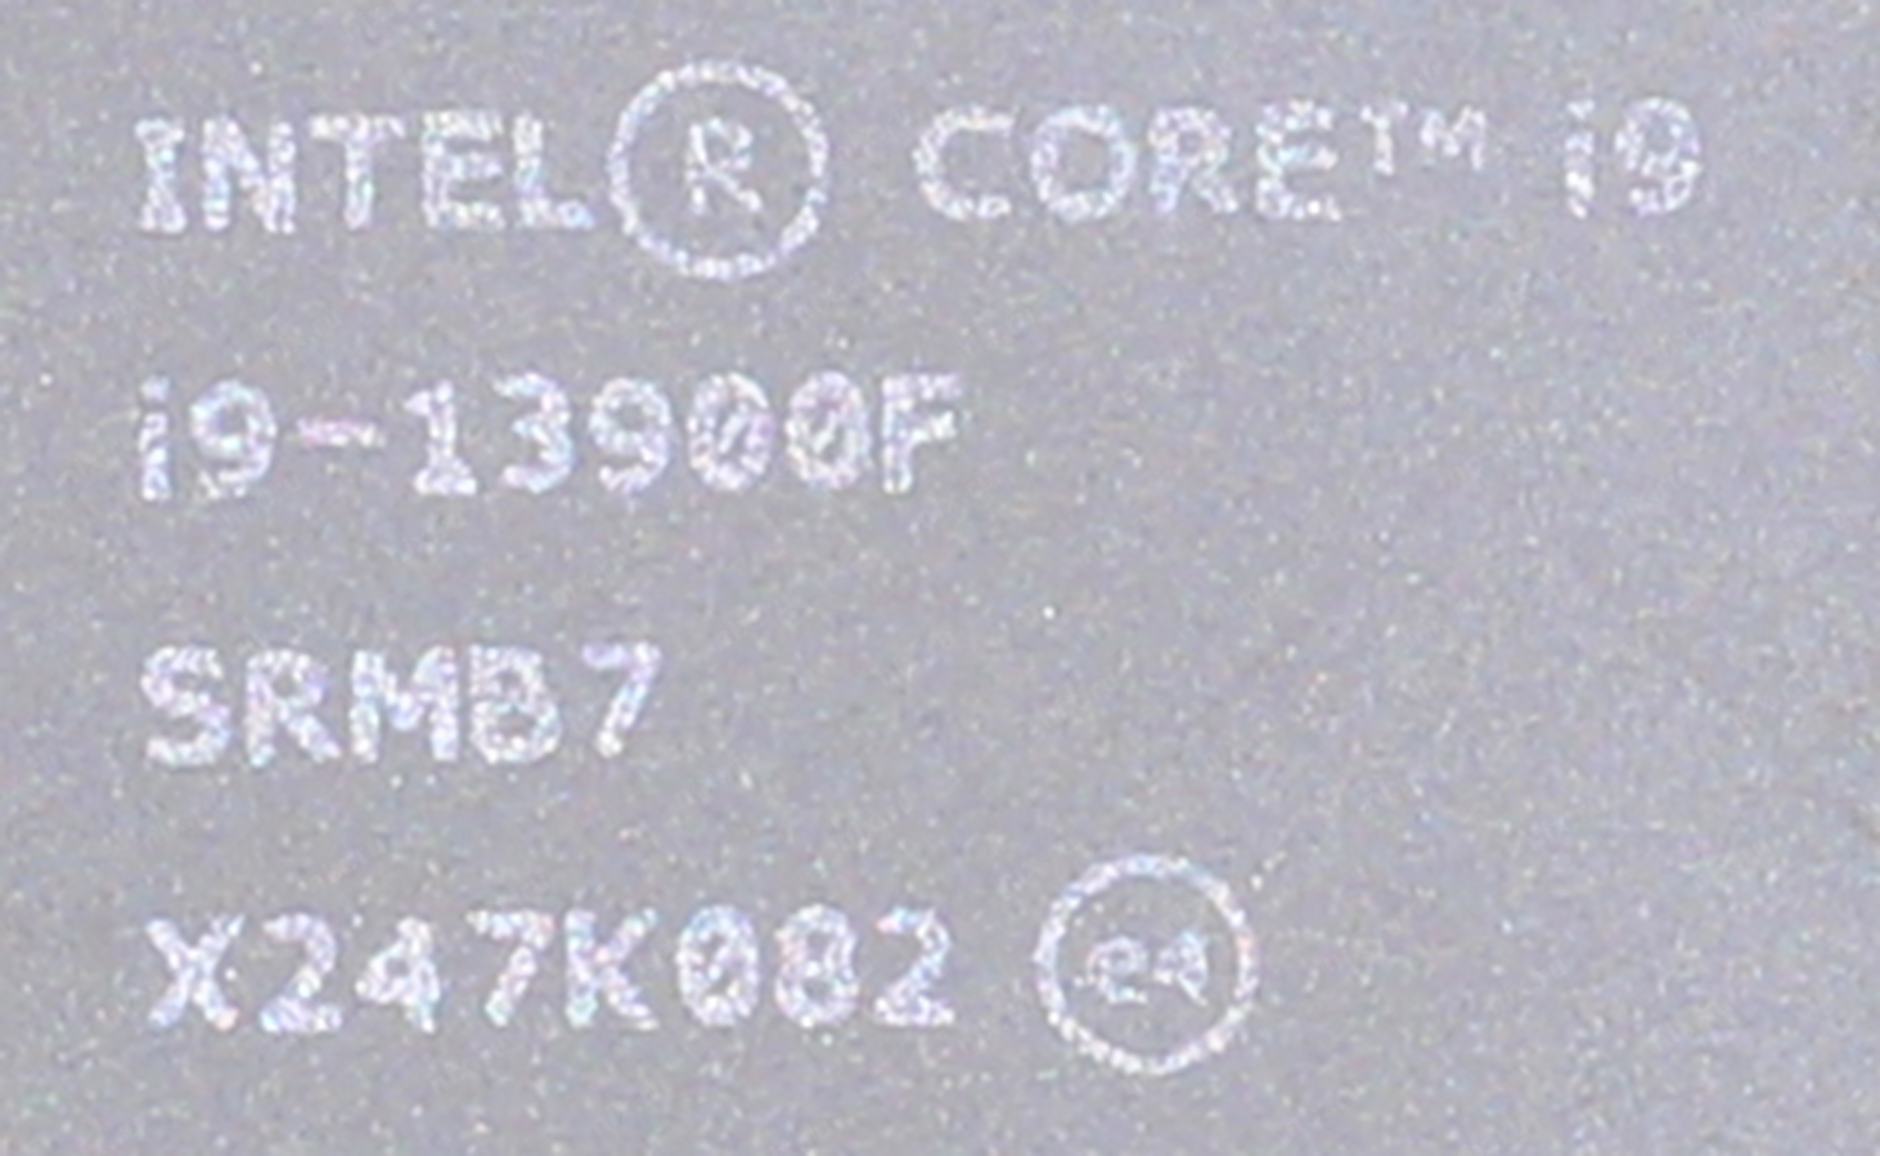 INTEL® CORE™ i9
i9-13900F
SRMB7
X247K082 e4